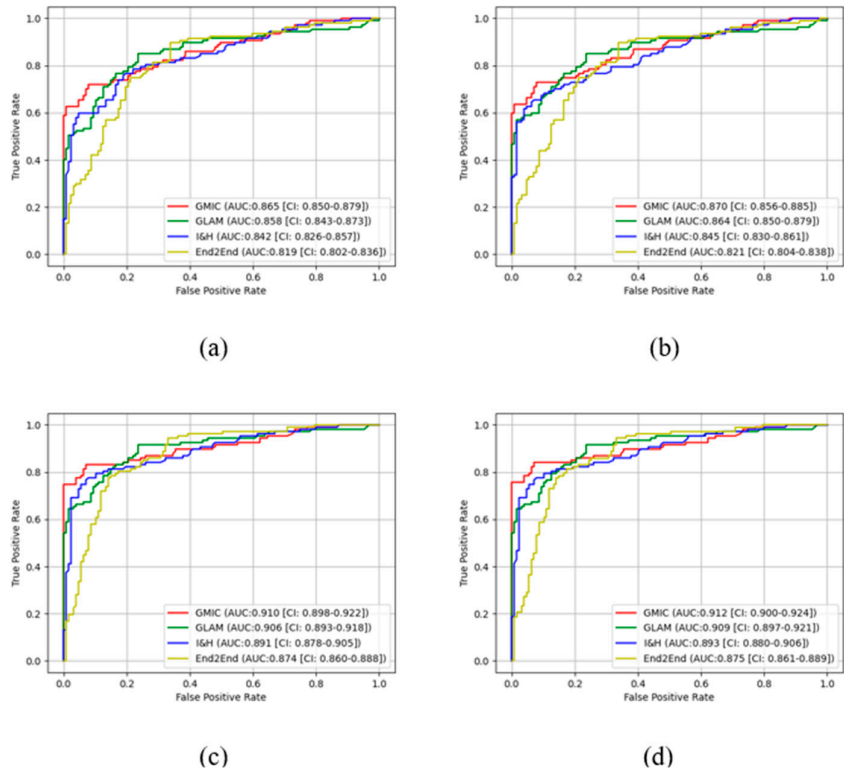 1.0
0.8
0.6
0.4
0.2
0.0
True Positive Rate
GMIC (AUC:0.865 [CI: 0.850-0.879])
GLAM (AUC:0.858 [CI: 0.843-0.873])
I&H (AUC:0.842 [CI: 0.826-0.857])
End2End (AUC:0.819 [CI: 0.802-0.836])
0.0 0.2 0.4 0.6 0.8 1.0
False Positive Rate
(a)
1.0
0.8
0.6
0.4
0.2
0.0
True Positive Rate
GMIC (AUC:0.870 [CI: 0.856-0.885])
GLAM (AUC:0.864 [CI: 0.850-0.879])
I&H (AUC:0.845 [CI: 0.830-0.861])
End2End (AUC:0.821 [CI: 0.804-0.838])
0.0 0.2 0.4 0.6 0.8 1.0
False Positive Rate
(b)
1.0
0.8
0.6
0.4
0.2
0.0
True Positive Rate
GMIC (AUC:0.910 [CI: 0.898-0.922])
GLAM (AUC:0.906 [CI: 0.893-0.918])
I&H (AUC:0.891 [CI: 0.878-0.905])
End2End (AUC:0.874 [CI: 0.860-0.888])
0.0 0.2 0.4 0.6 0.8 1.0
False Positive Rate
(c)
1.0
0.8
0.6
0.4
0.2
0.0
True Positive Rate
GMIC (AUC:0.912 [CI: 0.900-0.924])
GLAM (AUC:0.909 [CI: 0.897-0.921])
I&H (AUC:0.893 [CI: 0.880-0.906])
End2End (AUC:0.875 [CI: 0.861-0.889])
0.0 0.2 0.4 0.6 0.8 1.0
False Positive Rate
(d)